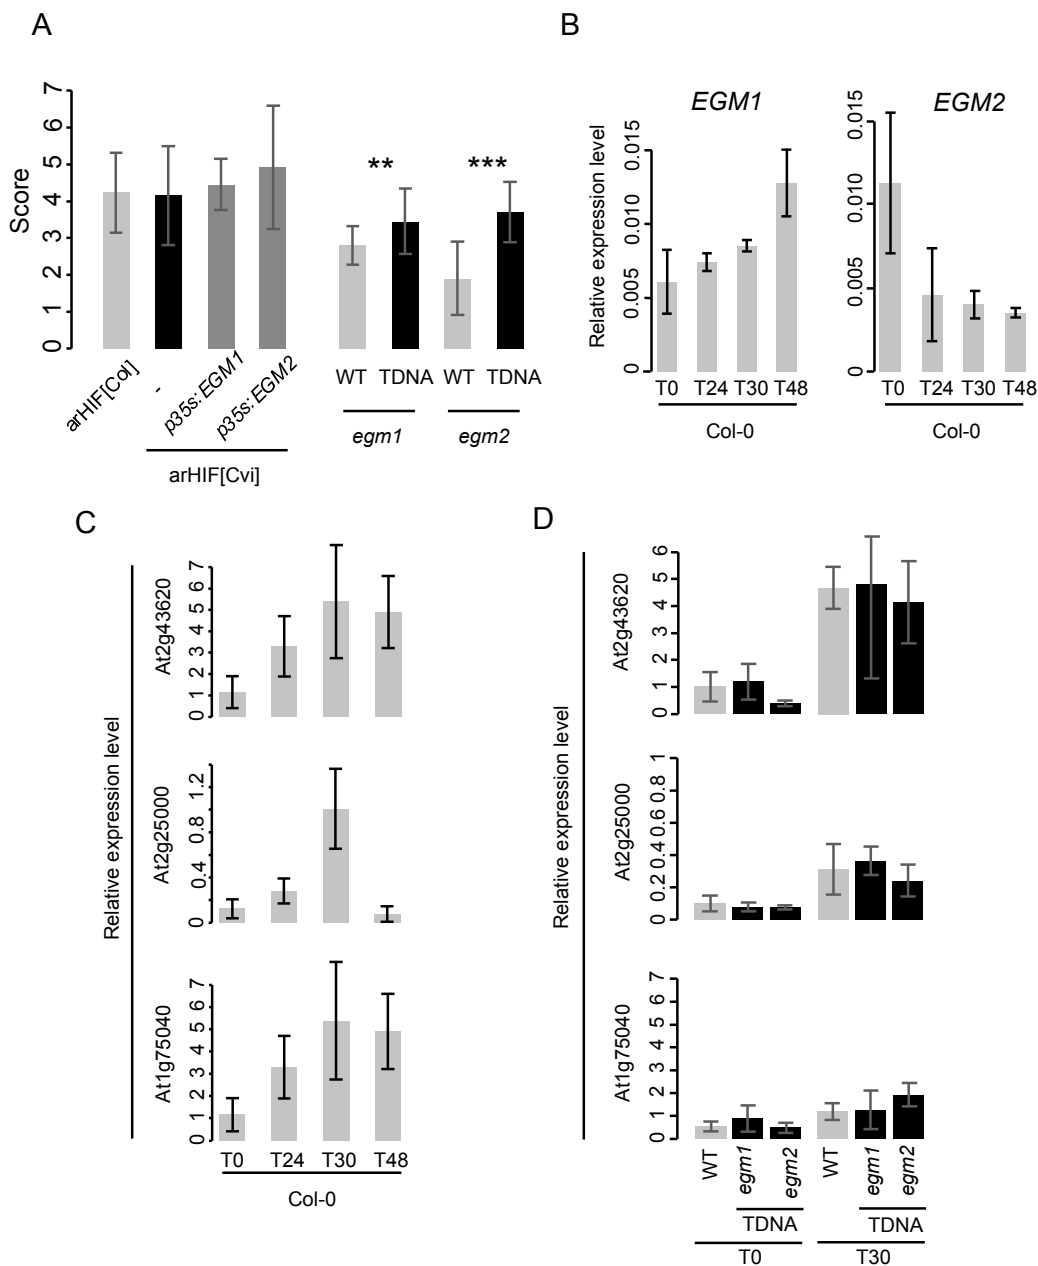 A
B
7
6
5
4
3
2
1
0
Score
**
***
arHIF[Col]
-
p35s:EGM1
p35s:EGM2
arHIF[Cvi]
WT TDNA WT TDNA
egm1 egm2
EGM1
EGM2
Relative expression level
0.015
0.010
0.005
0
0.015
0.010
0.005
0
T0 T24 T30 T48
Col-0
T0 T24 T30 T48
Col-0
C
Relative expression level
At2g43620
7
6
5
4
3
2
1
0
At2g25000
1.2
0.8
0.4
0
At1g75040
7
6
5
4
3
2
1
0
T0 T24 T30 T48
Col-0
D
Relative expression level
At2g43620
6
5
4
3
2
1
0
At2g25000
1
0.8
0.6
0.4
0.2
0
At1g75040
7
6
5
4
3
2
1
0
WT egm1 egm2 WT egm1 egm2
TDNA TDNA
T0 T30